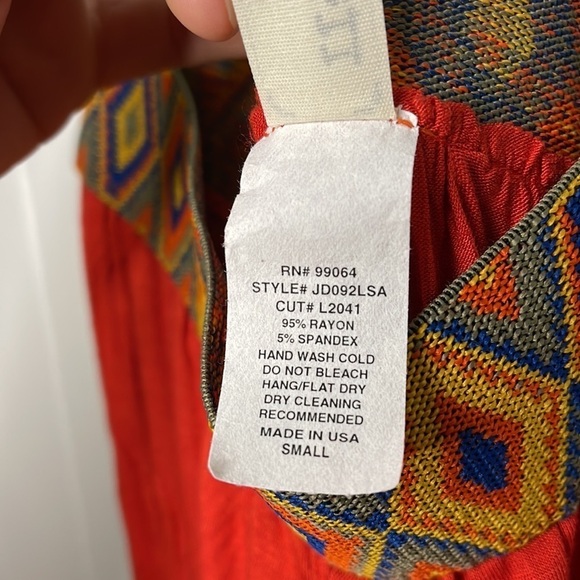 RN# 99064
STYLE# JD092LSA
CUT# L2041
95% RAYON
5% SPANDEX
HAND WASH COLD
DO NOT BLEACH
HANG/FLAT DRY
DRY CLEANING
RECOMMENDED
MADE IN USA
SMALL